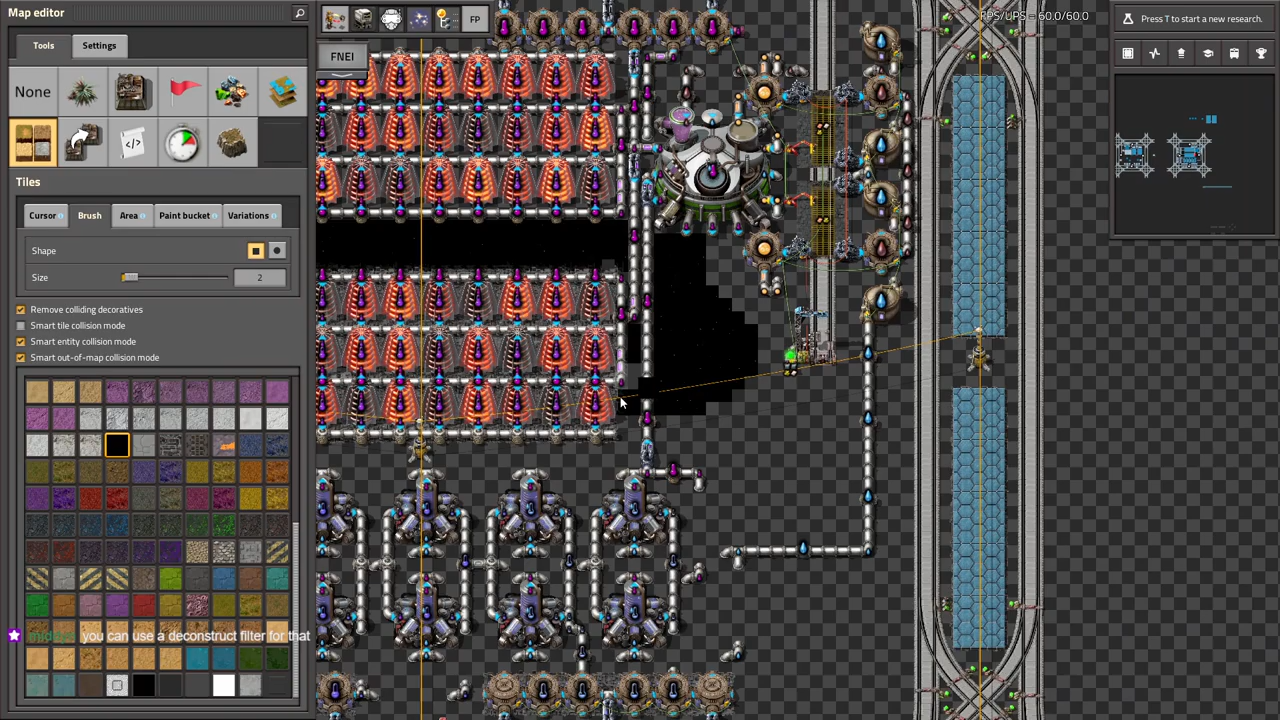 Map editor
Tools
Settings
None
Tiles
Cursor
Brush
Area
Paint bucket
Variations
Shape
Size
2
Remove colliding decoratives
Smart tile collision mode
Smart entity collision mode
Smart out-of-map collision mode
you can use a deconstruct filter for that
FP
FNEI
FPS/UPS = 60.0/60.0
Press T to start a new research.